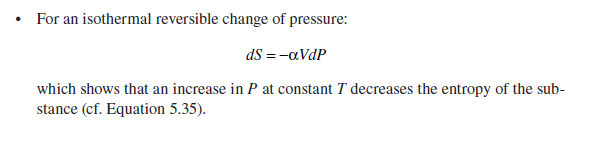 • For an isothermal reversible change of pressure:
dS = −αVdP
which shows that an increase in P at constant T decreases the entropy of the sub-
stance (cf. Equation 5.35).